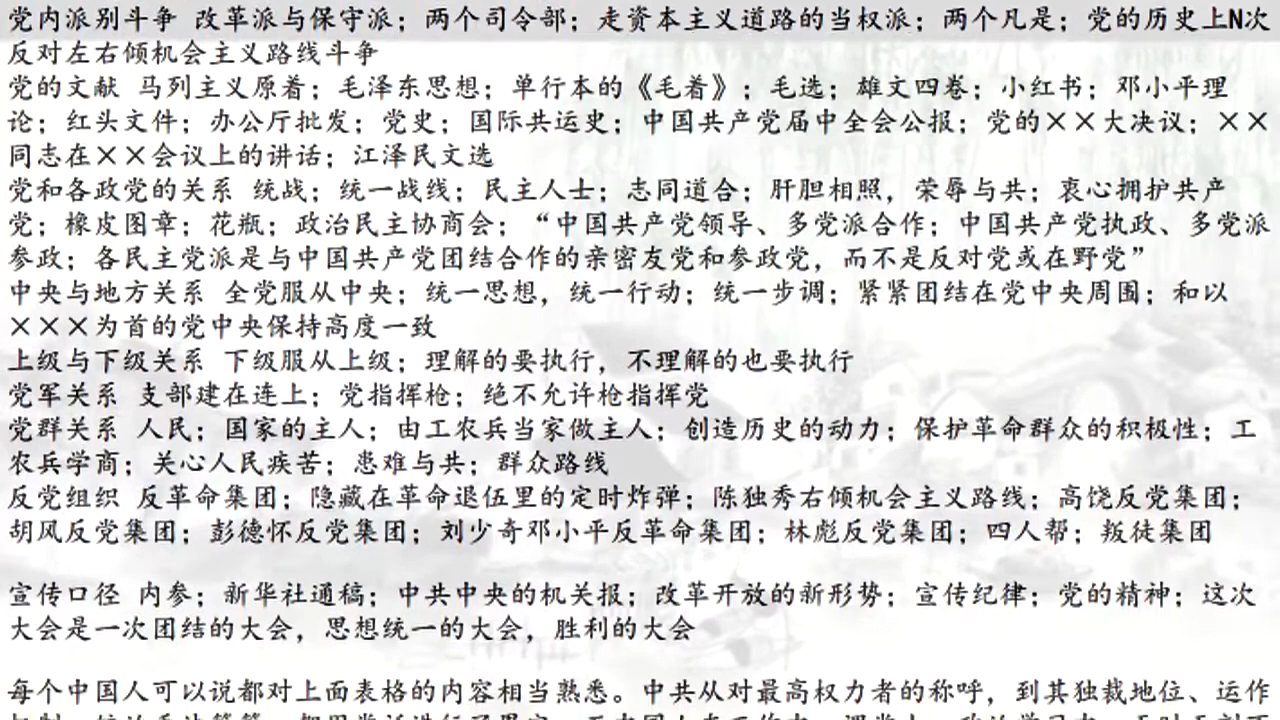 党内派别斗争 改革派与保守派；两个司令部；走资本主义道路的当权派；两个凡是；党的历史上N次
反对左右倾机会主义路线斗争
党的文献 马列主义原着；毛泽东思想；单行本的《毛着》；毛选；雄文四卷；小红书；邓小平理
论；红头文件；办公厅批发；党史；国际共运史；中国共产党届中全会公报；党的××大决议；××
同志在××会议上的讲话；江泽民文选
党和各政党的关系 统战；统一战线；民主人士；志同道合；肝胆相照，荣辱与共；衷心拥护共产
党；橡皮图章；花瓶；政治民主协商会；“中国共产党领导、多党派合作；中国共产党执政、多党派
参政；各民主党派是与中国共产党团结合作的亲密友党和参政党，而不是反对党或在野党”
中央与地方关系 全党服从中央；统一思想，统一行动；统一步调；紧紧团结在党中央周围；和以
×××为首的党中央保持高度一致
上级与下级关系 下级服从上级；理解的要执行，不理解的也要执行
党军关系 支部建在连上；党指挥枪；绝不允许枪指挥党
党群关系 人民；国家的主人；由工农兵当家做主人；创造历史的动力；保护革命群众的积极性；工
农兵学商；关心人民疾苦；患难与共；群众路线
反党组织 反革命集团；隐藏在革命退伍里的定时炸弹；陈独秀右倾机会主义路线；高饶反党集团；
胡风反党集团；彭德怀反党集团；刘少奇邓小平反革命集团；林彪反党集团；四人帮；叛徒集团
宣传口径 内参；新华社通稿；中共中央的机关报；改革开放的新形势；宣传纪律；党的精神；这次
大会是一次团结的大会，思想统一的大会，胜利的大会
每个中国人可以说都对上面表格的内容相当熟悉。中共从对最高权力者的称呼，到其独裁地位、运作